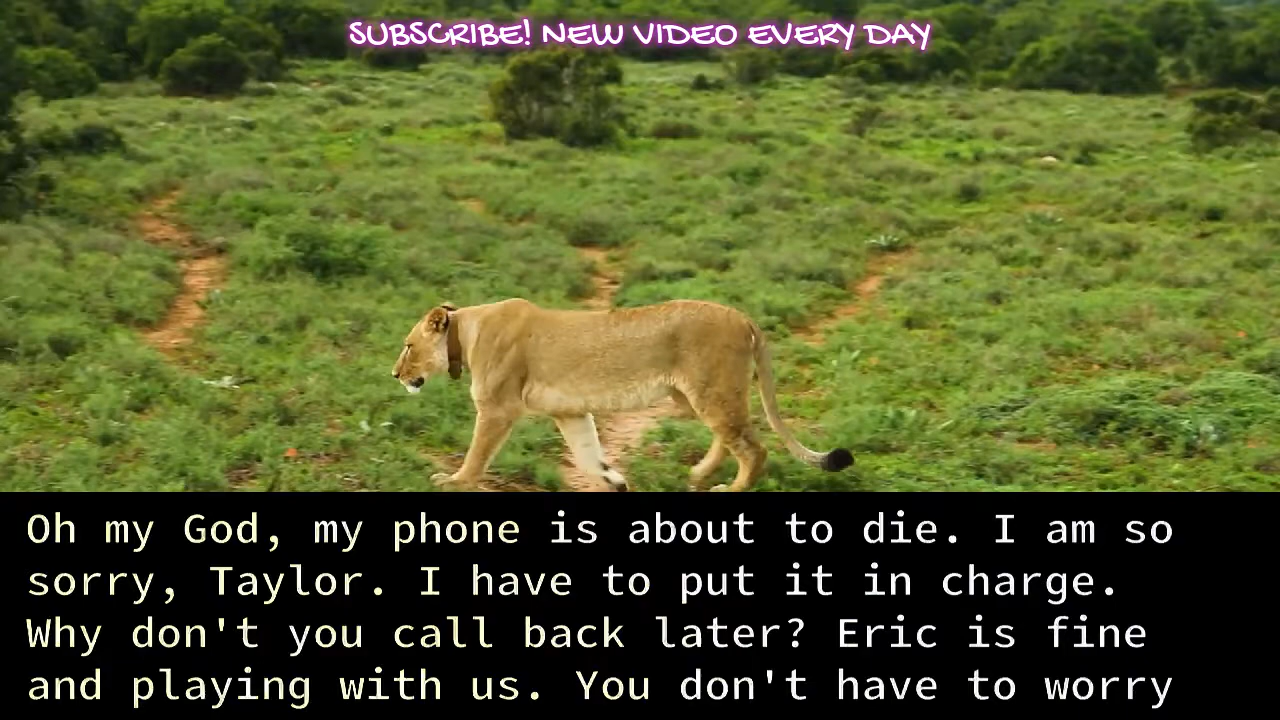 SUBSCRIBE! NEW VIDEO EVERY DAY
Oh my God, my phone is about to die. I am so
sorry, Taylor. I have to put it in charge.
Why don't you call back later? Eric is fine
and playing with us. You don't have to worry